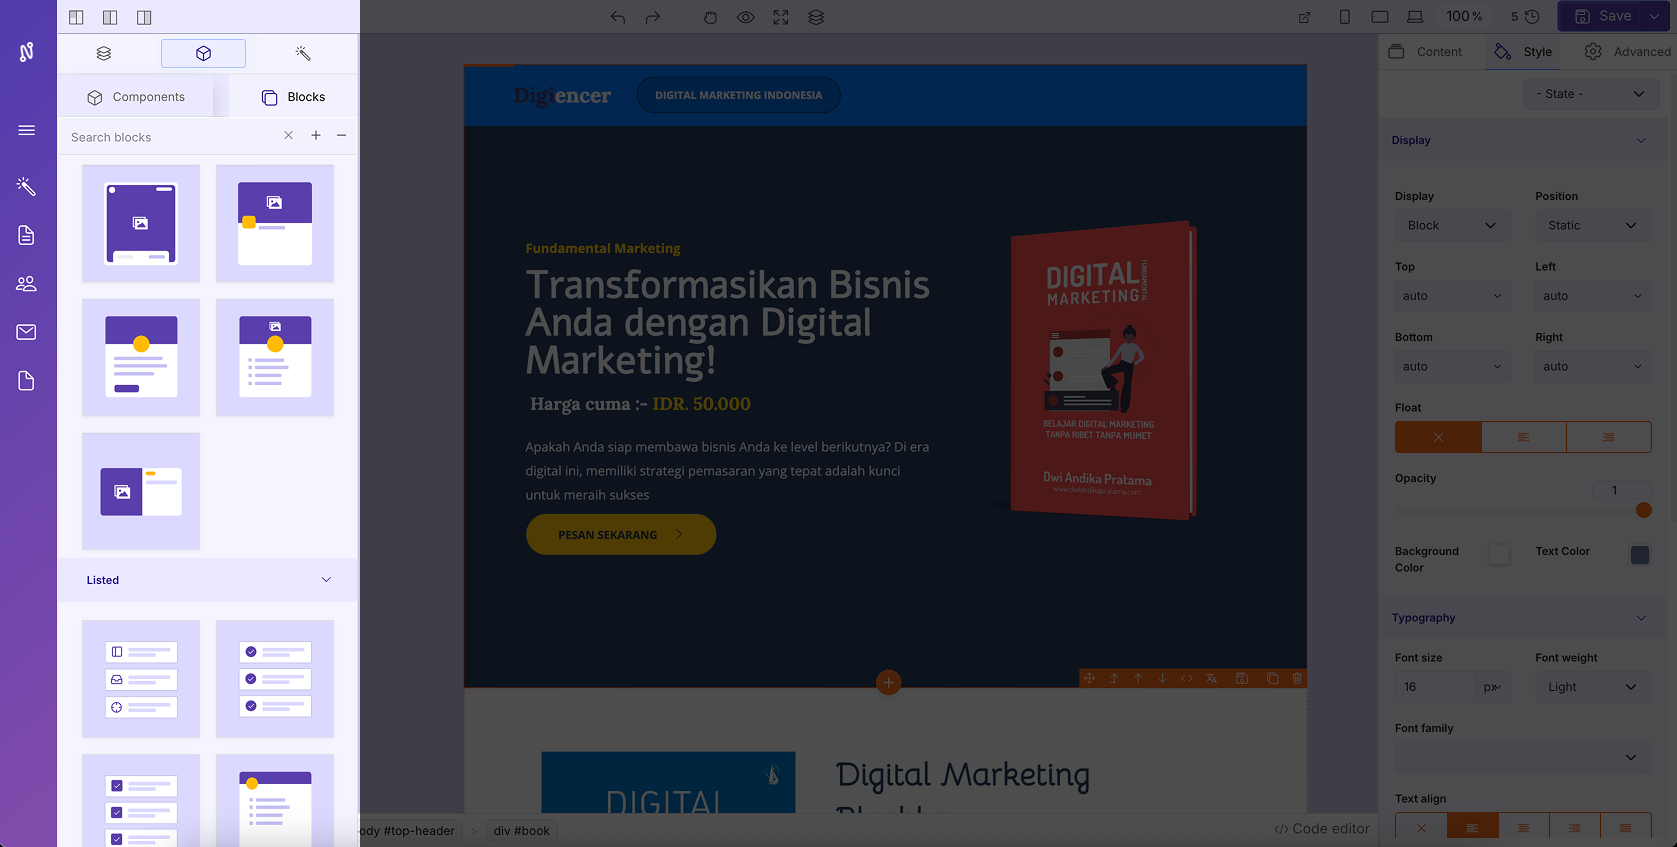 100%
5
Save
Components
Blocks
Search blocks
Listed
Digiencer
DIGITAL MARKETING INDONESIA
Fundamental Marketing
Transformasikan Bisnis
Anda dengan Digital
Marketing!
Harga cuma :- IDR. 50.000
Apakah Anda siap membawa bisnis Anda ke level berikutnya? Di era
digital ini, memiliki strategi pemasaran yang tepat adalah kunci
untuk meraih sukses
PESAN SEKARANG
DIGITAL
MARKETING
FUNDAMENTAL
BELAJAR DIGITAL MARKETING
TANPA RIBET TANPA MUMET
Dwi Andika Pratama
www.dwiandikapratama.com
DIGITAL
Digital Marketing
ody #top-header > div #book
</> Code editor
Content
Style
Advanced
- State -
Display
Display
Position
Block
Static
Top
Left
auto
auto
Bottom
Right
auto
auto
Float
Opacity
1
Background
Color
Text Color
Typography
Font size
Font weight
16
px
Light
Font family
Text align